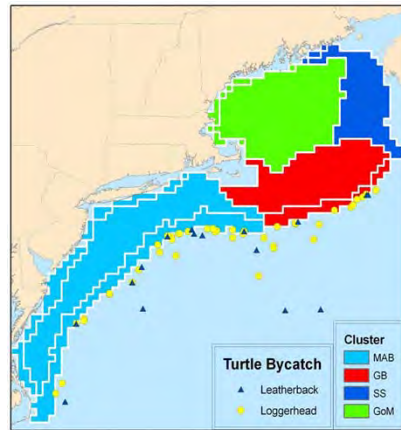 Turtle Bycatch
Leatherback
Loggerhead
Cluster
MAB
GB
SS
GoM